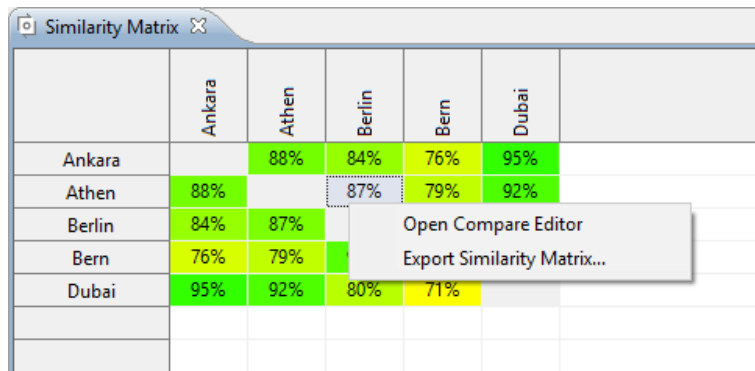 Similarity Matrix
Ankara Athen Berlin Bern Dubai
Ankara 88% 84% 76% 95%
Athen 88% 87% 79% 92%
Berlin 84% 87%
Open Compare Editor
Bern 76% 79%
Export Similarity Matrix...
Dubai 95% 92% 80% 71%